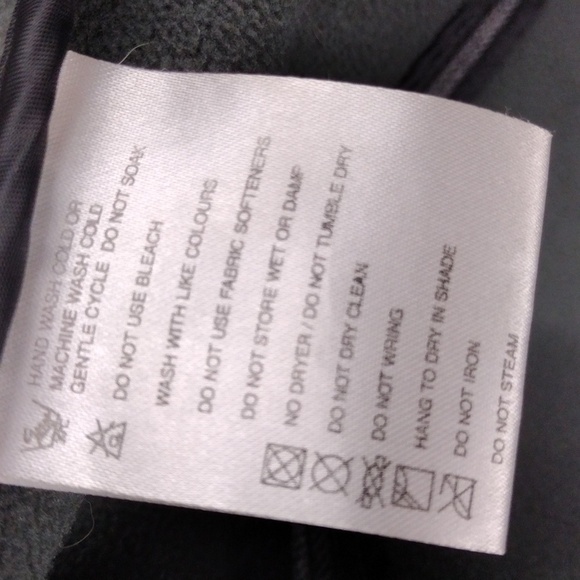 HAND WASH COLD OR
MACHINE WASH COLD
GENTLE CYCLE DO NOT SOAK
DO NOT USE BLEACH
WASH WITH LIKE COLOURS
DO NOT USE FABRIC SOFTENERS
DO NOT STORE WET OR DAMP
NO DRYER / DO NOT TUMBLE DRY
DO NOT DRY CLEAN
DO NOT WRING
HANG TO DRY IN SHADE
DO NOT IRON
DO NOT STEAM